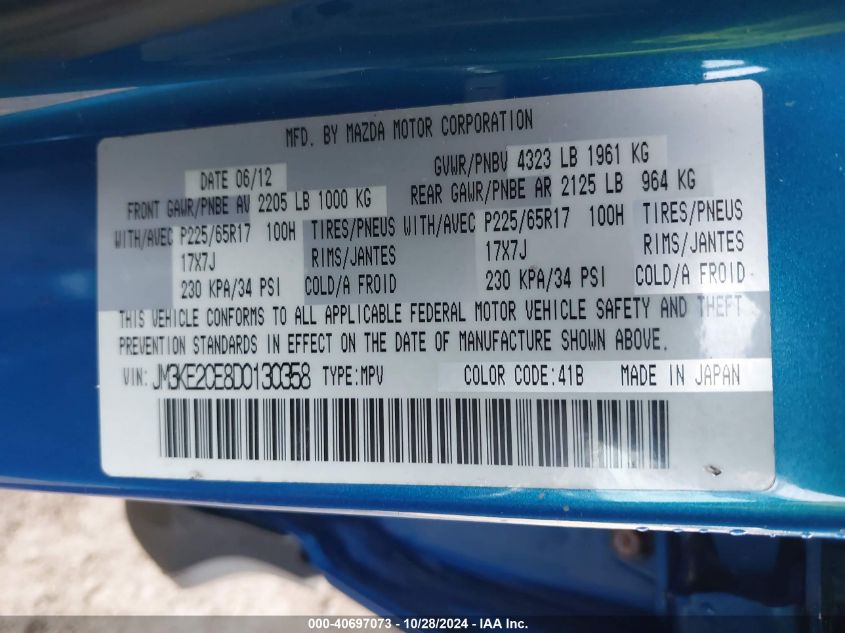 MFD. BY MAZDA MOTOR CORPORATION
DATE 06/12 GVWR/PNBV 4323 LB 1961 KG
FRONT GAWR/PNBE AV 2205 LB 1000 KG REAR GAWR/PNBE AR 2125 LB 964 KG
WITH/AVEC P225/65R17 100H TIRES/PNEUS WITH/AVEC P225/65R17 100H TIRES/PNEUS
17X7J RIMS/JANTES 17X7J RIMS/JANTES
230 KPA/34 PSI COLD/A FROID 230 KPA/34 PSI COLD/A FROID
THIS VEHICLE CONFORMS TO ALL APPLICABLE FEDERAL MOTOR VEHICLE SAFETY AND THEFT
PREVENTION STANDARDS IN EFFECT ON THE DATE OF MANUFACTURE SHOWN ABOVE.
VIN: JM3KE2CE8D0130358 TYPE:MPV COLOR CODE:41B MADE IN JAPAN
000-40697073 - 10/28/2024 - IAA Inc.